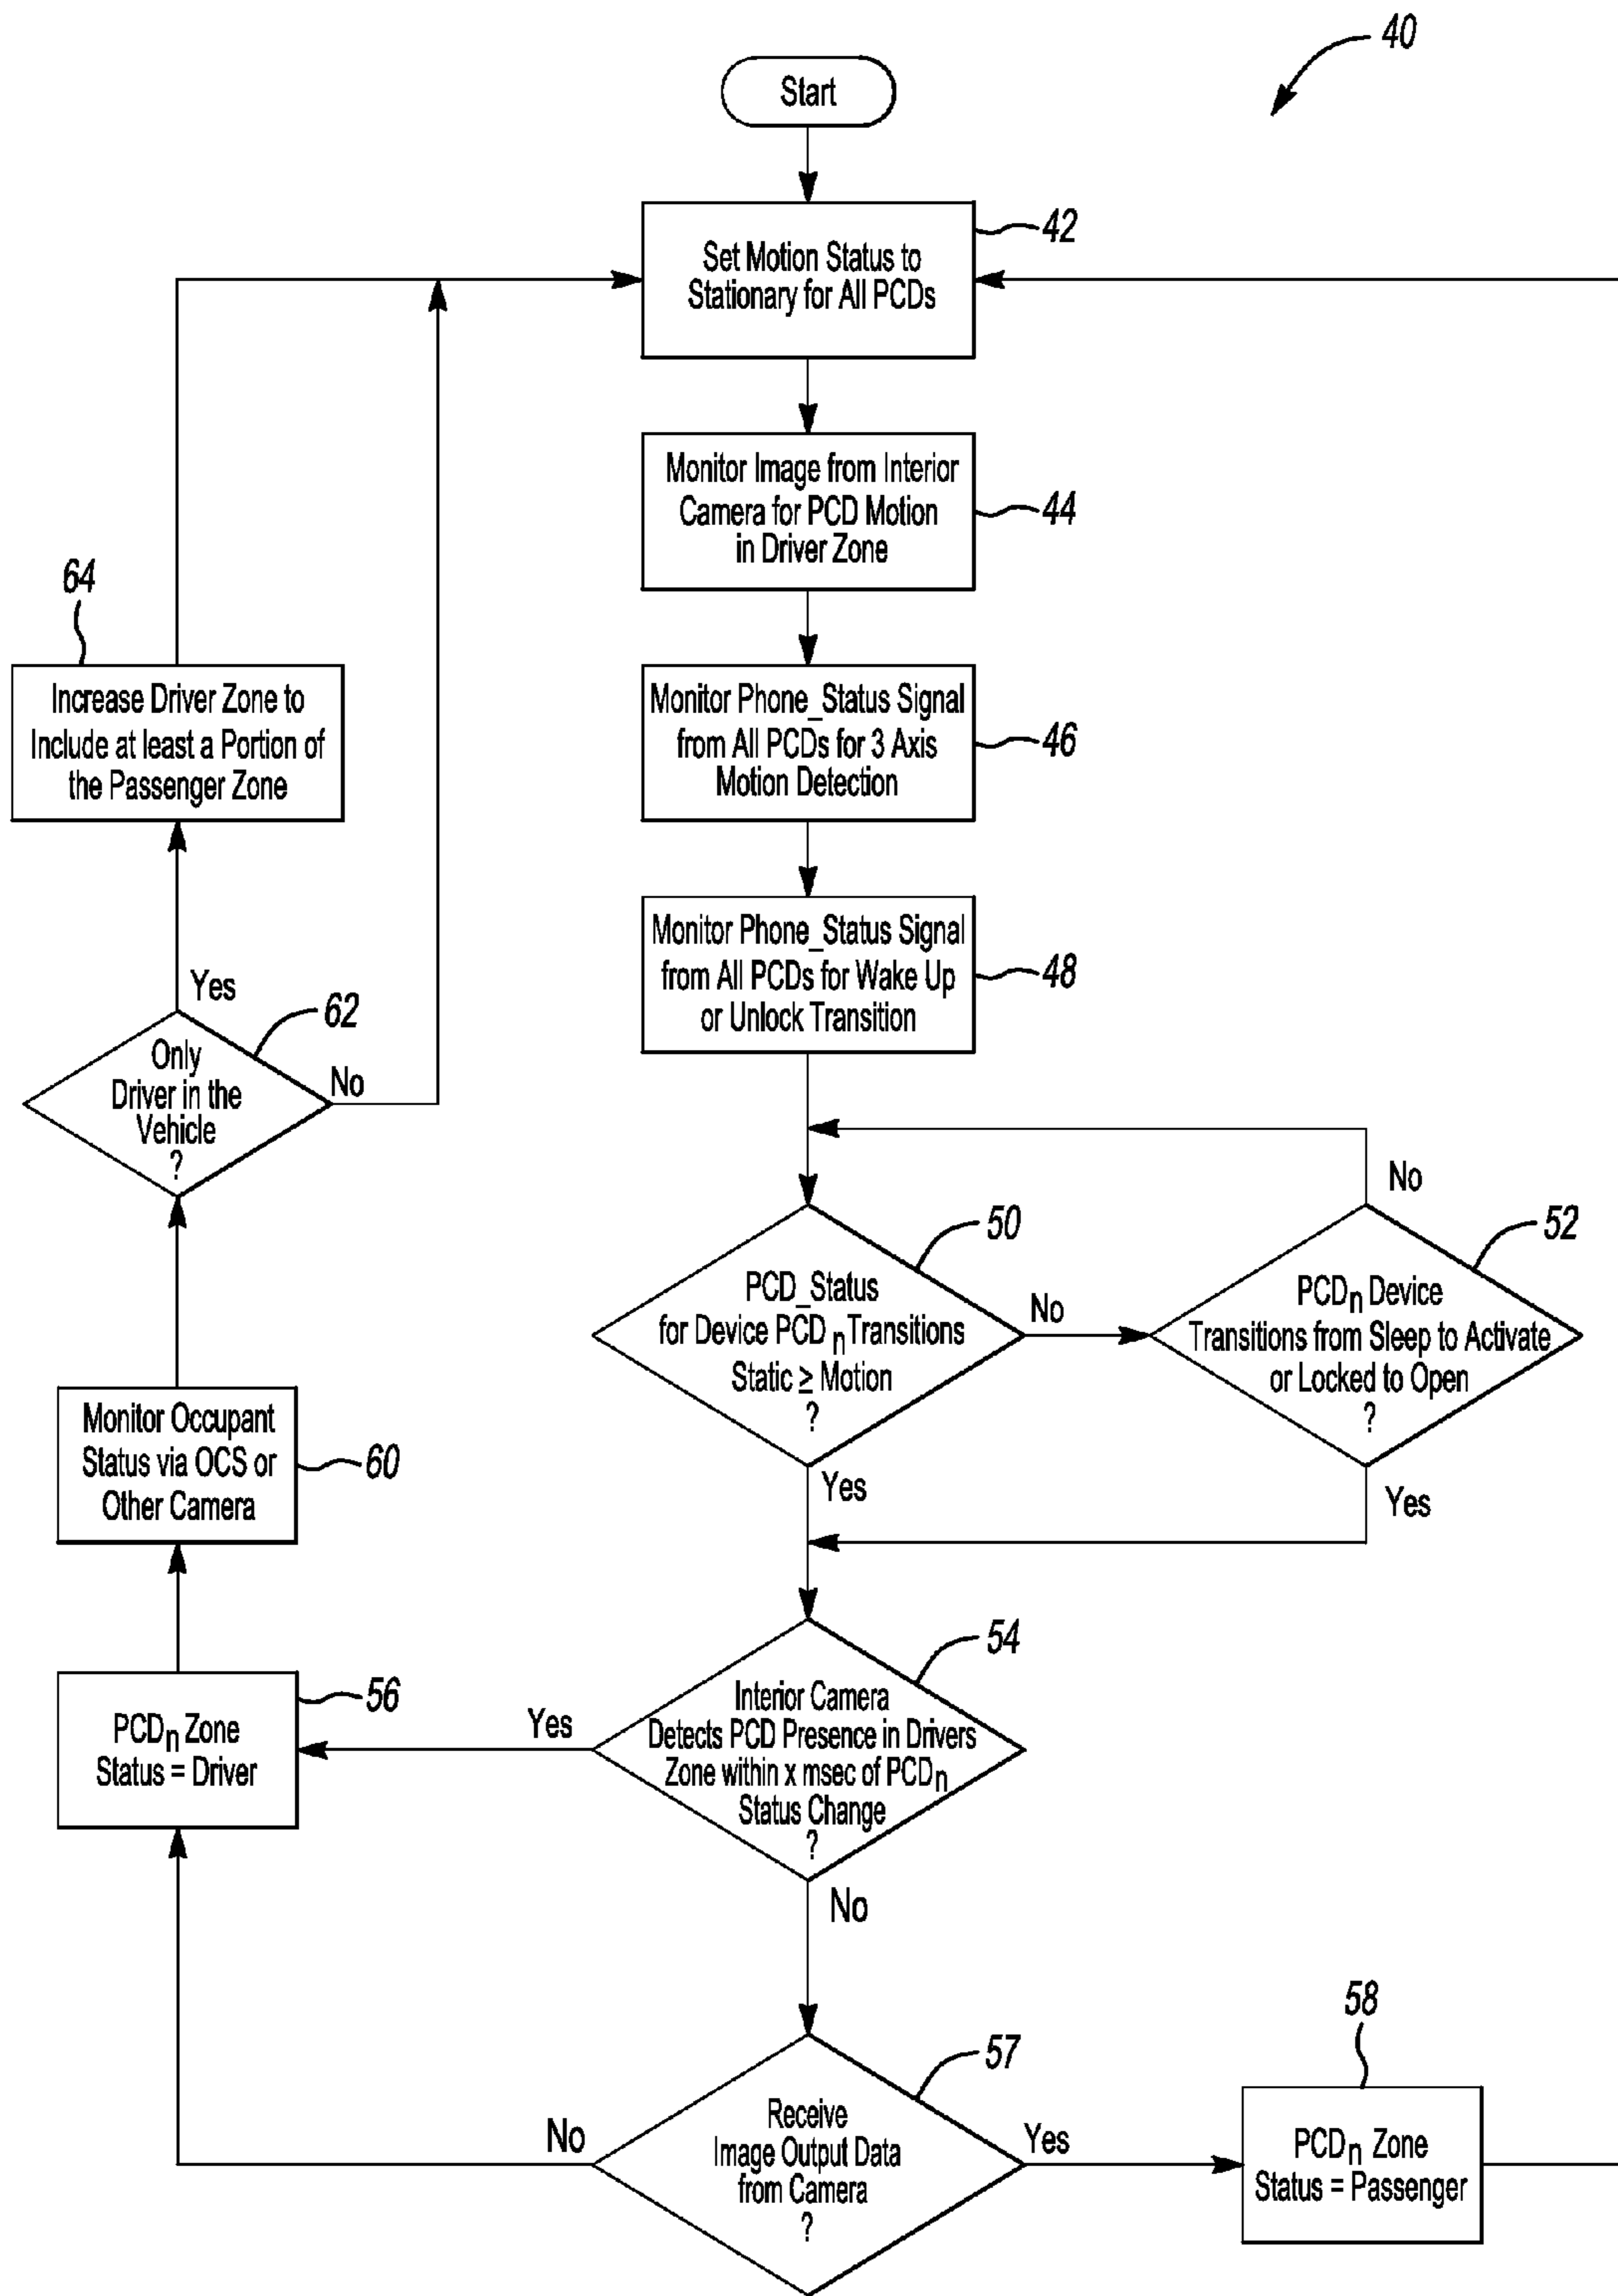 40
Start
Set Motion Status to
Stationary for All PCDs
42
Monitor Image from Interior
Camera for PCD Motion
in Driver Zone
44
64
Increase Driver Zone to
Include at least a Portion of
the Passenger Zone
Monitor Phone_Status Signal
from All PCDs for 3 Axis
Motion Detection
46
Monitor Phone_Status Signal
from All PCDs for Wake Up
or Unlock Transition
48
Yes
62
Only
Driver in the
Vehicle
?
No
50
PCD_Status
for Device PCDn Transitions
Static ≥ Motion
?
No
Yes
52
PCDn Device
Transitions from Sleep to Activate
or Locked to Open
?
No
Yes
Monitor Occupant
Status via OCS or
Other Camera
60
54
Interior Camera
Detects PCD Presence in Drivers
Zone within x msec of PCDn
Status Change
?
Yes
No
56
PCDn Zone
Status = Driver
57
Receive
Image Output Data
from Camera
?
No
Yes
58
PCDn Zone
Status = Passenger